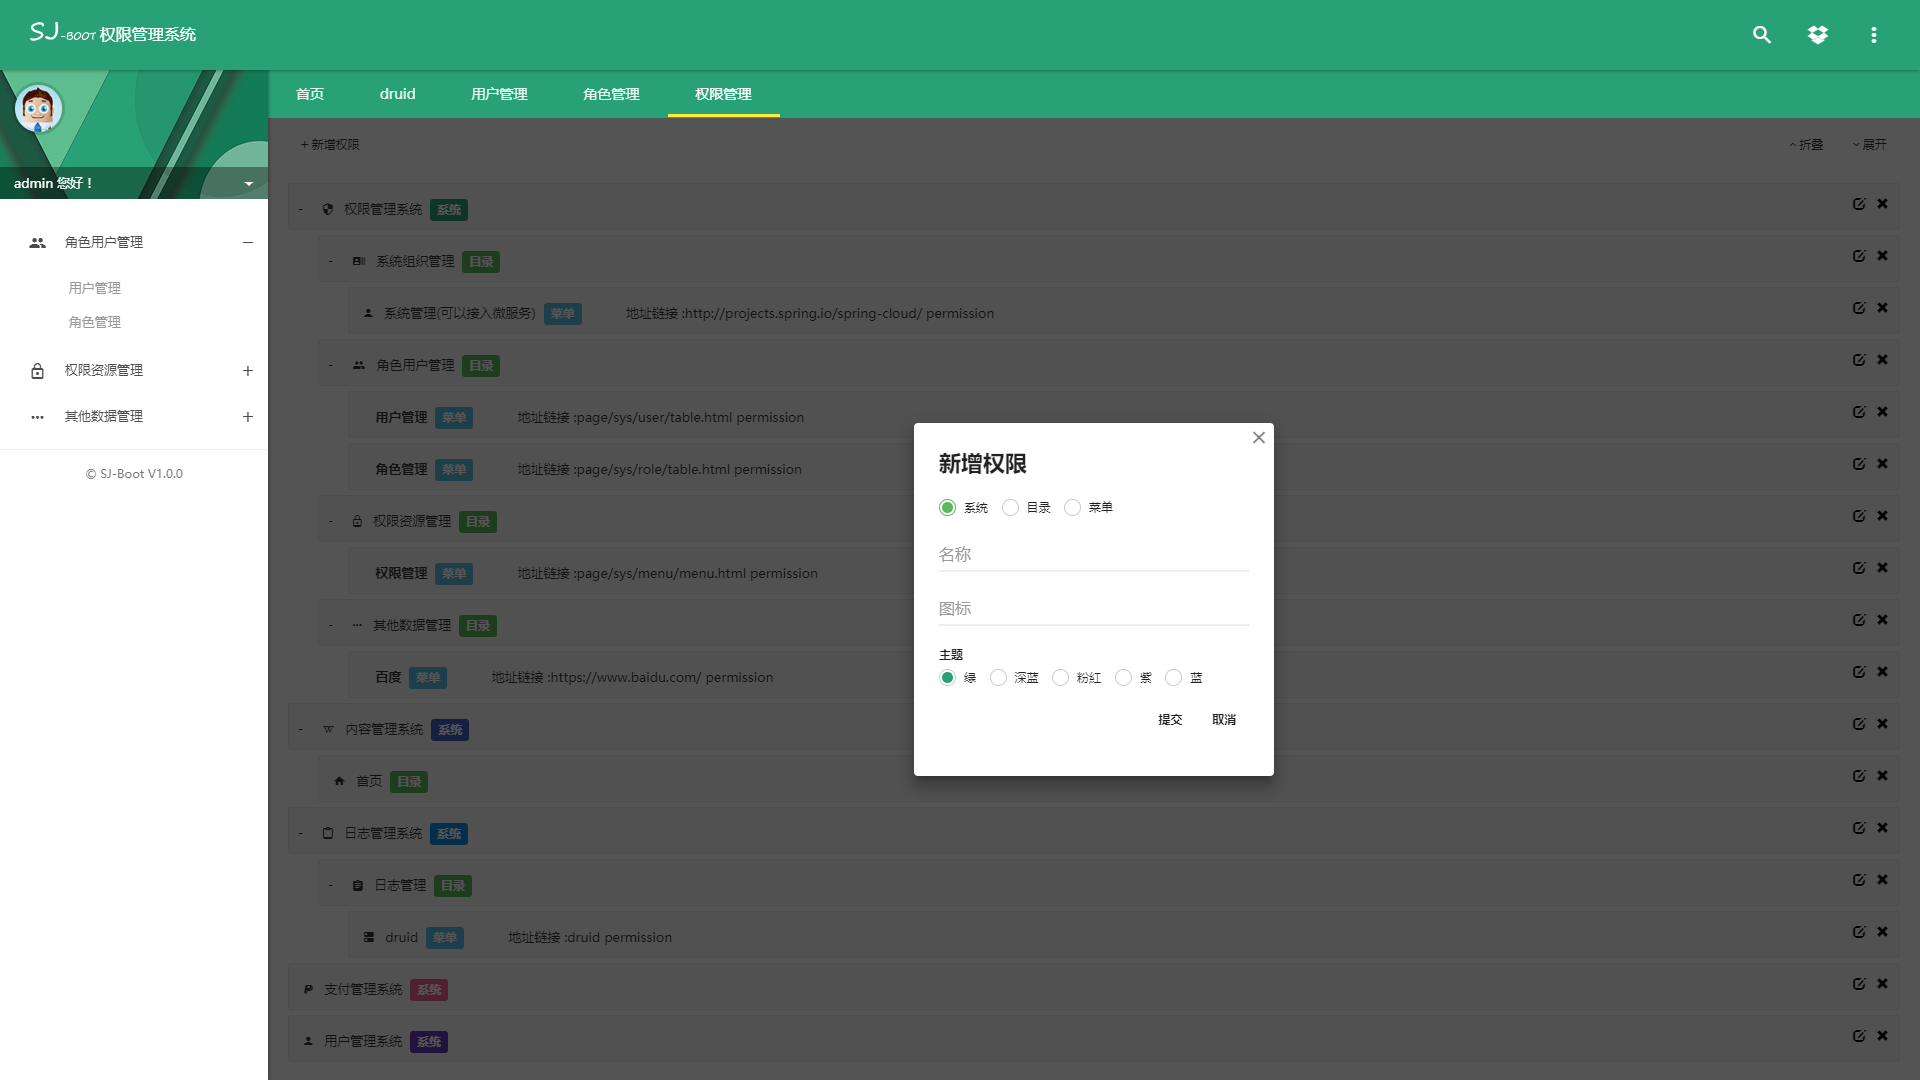 SJ-BOOT 权限管理系统
首页 druid 用户管理 角色管理 权限管理
admin 您好！
角色用户管理
用户管理
角色管理
权限资源管理
其他数据管理
© SJ-Boot V1.0.0
+ 新增权限 折叠 展开
- 权限管理系统 系统
- 系统组织管理 目录
系统管理(可以接入微服务) 菜单 地址链接 :http://projects.spring.io/spring-cloud/ permission
- 角色用户管理 目录
用户管理 菜单 地址链接 :page/sys/user/table.html permission
角色管理 菜单 地址链接 :page/sys/role/table.html permission
- 权限资源管理 目录
权限管理 菜单 地址链接 :page/sys/menu/menu.html permission
- 其他数据管理 目录
百度 菜单 地址链接 :https://www.baidu.com/ permission
- 内容管理系统 系统
首页 目录
- 日志管理系统 系统
- 日志管理 目录
druid 菜单 地址链接 :druid permission
支付管理系统 系统
用户管理系统 系统
新增权限
系统 目录 菜单
名称
图标
主题
绿 深蓝 粉红 紫 蓝
提交 取消